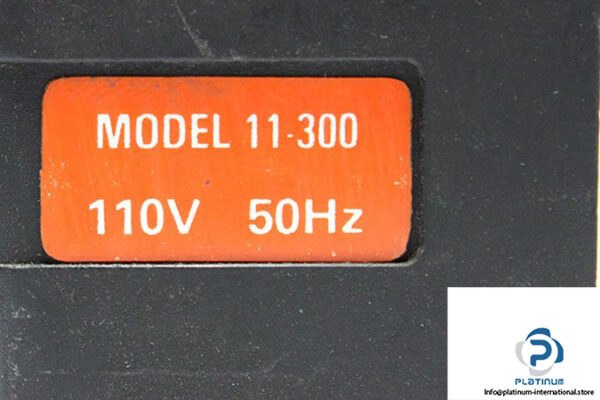 MODEL 11-300
110V 50Hz
PLATINUM
info@platinum-international.store